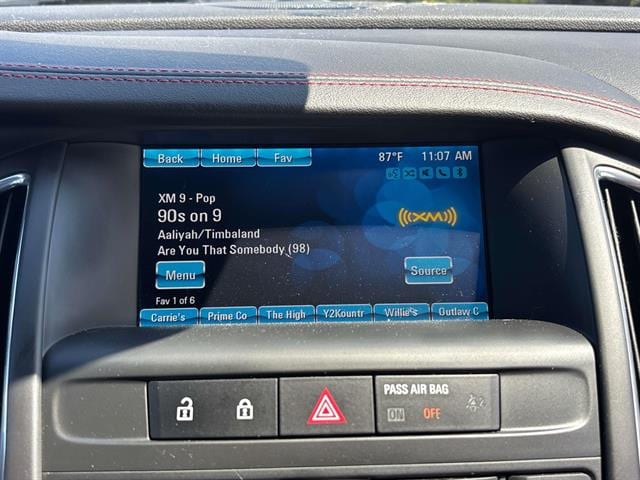 Back Home Fav 87°F 11:07 AM
XM 9 - Pop
90s on 9
XM
Aaliyah/Timbaland
Are You That Somebody (98)
Menu
Source
Fav 1 of 6
Carrie's Prime Co The High Y2Kountr Willie's Outlaw C
PASS AIR BAG
ON OFF 2